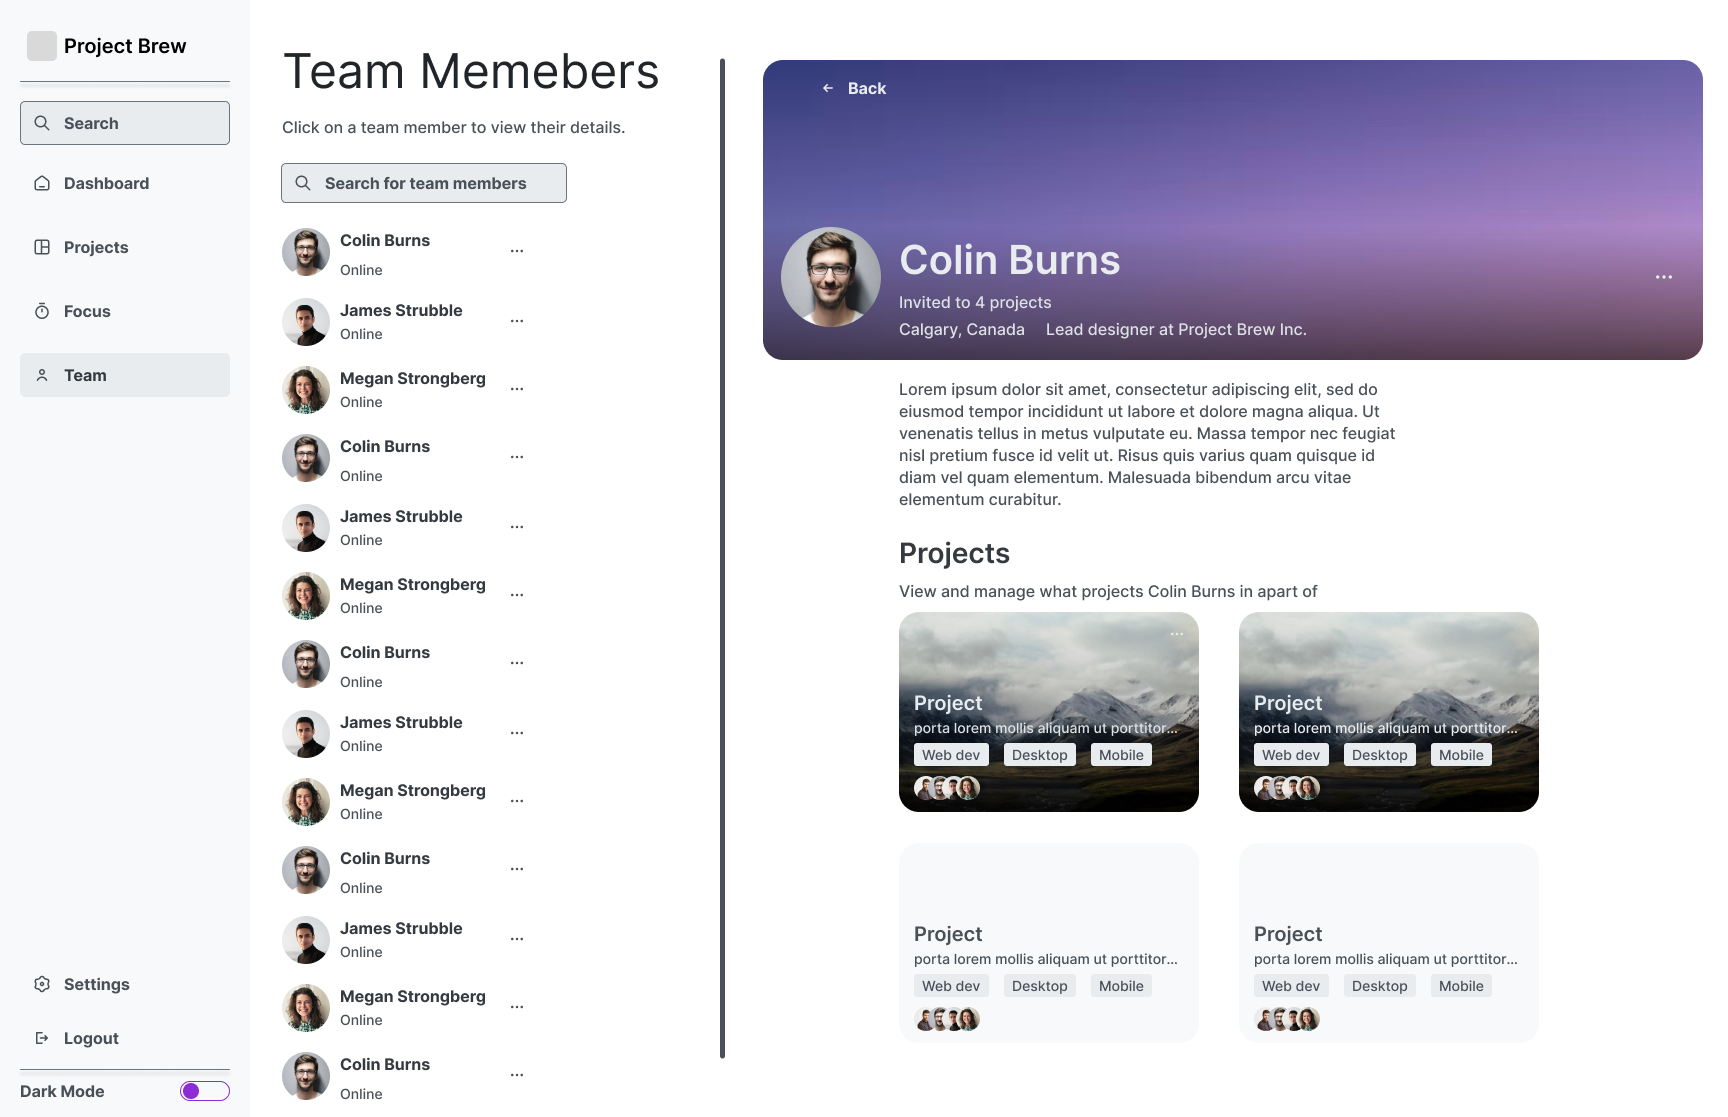 Project Brew
Search
Dashboard
Projects
Focus
Team
Settings
Logout
Dark Mode
Team Memebers
Click on a team member to view their details.
Search for team members
Colin Burns
Online
James Strubble
Online
Megan Strongberg
Online
Colin Burns
Online
James Strubble
Online
Megan Strongberg
Online
Colin Burns
Online
James Strubble
Online
Megan Strongberg
Online
Colin Burns
Online
James Strubble
Online
Megan Strongberg
Online
Colin Burns
Online
Back
Colin Burns
Invited to 4 projects
Calgary, Canada Lead designer at Project Brew Inc.
Lorem ipsum dolor sit amet, consectetur adipiscing elit, sed do
eiusmod tempor incididunt ut labore et dolore magna aliqua. Ut
venenatis tellus in metus vulputate eu. Massa tempor nec feugiat
nisl pretium fusce id velit ut. Risus quis varius quam quisque id
diam vel quam elementum. Malesuada bibendum arcu vitae
elementum curabitur.
Projects
View and manage what projects Colin Burns in apart of
Project
porta lorem mollis aliquam ut porttitor...
Web dev Desktop Mobile
Project
porta lorem mollis aliquam ut porttitor...
Web dev Desktop Mobile
Project
porta lorem mollis aliquam ut porttitor...
Web dev Desktop Mobile
Project
porta lorem mollis aliquam ut porttitor...
Web dev Desktop Mobile